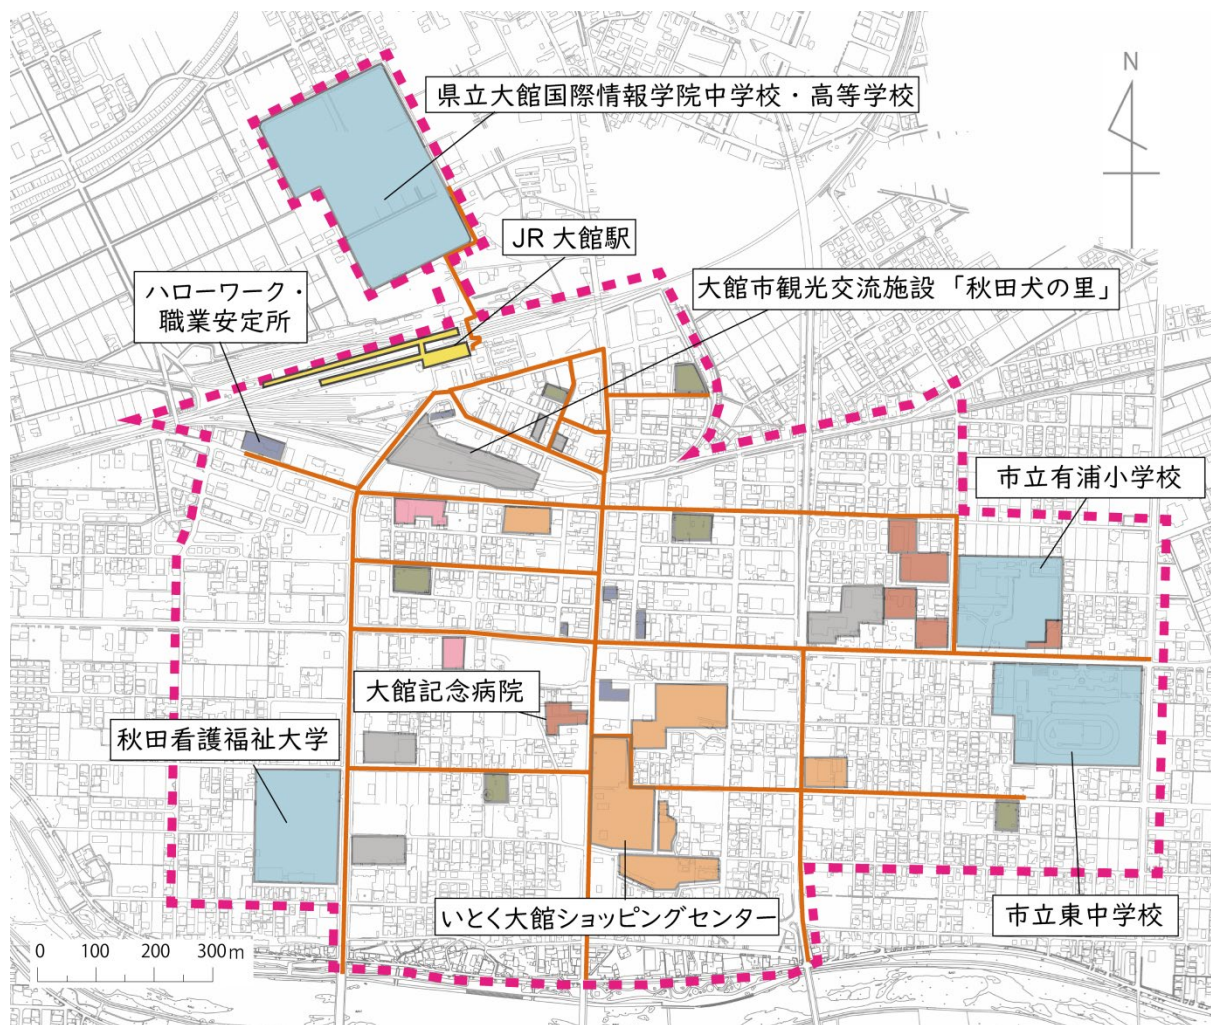 県立大館国際情報学院中学校・高等学校
N
JR 大館駅
大館市観光交流施設「秋田犬の里」
ハローワーク・
職業安定所
市立有浦小学校
大館記念病院
秋田看護福祉大学
いとく大館ショッピングセンター
市立東中学校
0 100 200 300m